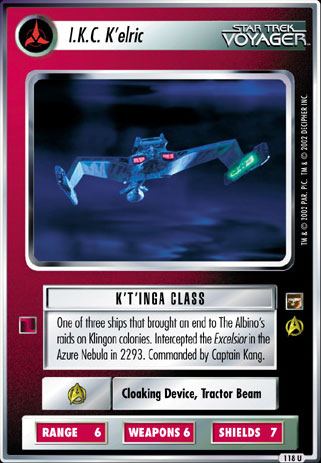 I.K.C. K'elric
STAR TREK
VOYAGER™
TM & © 2002 PAR. PIC. TM & © 2002 DECIPHER INC.
K'T'INGA CLASS
One of three ships that brought an end to The Albino's
raids on Klingon colonies. Intercepted the Excelsior in the
Azure Nebula in 2293. Commanded by Captain Kang.
Cloaking Device, Tractor Beam
RANGE 6 WEAPONS 6 SHIELDS 7
118 U